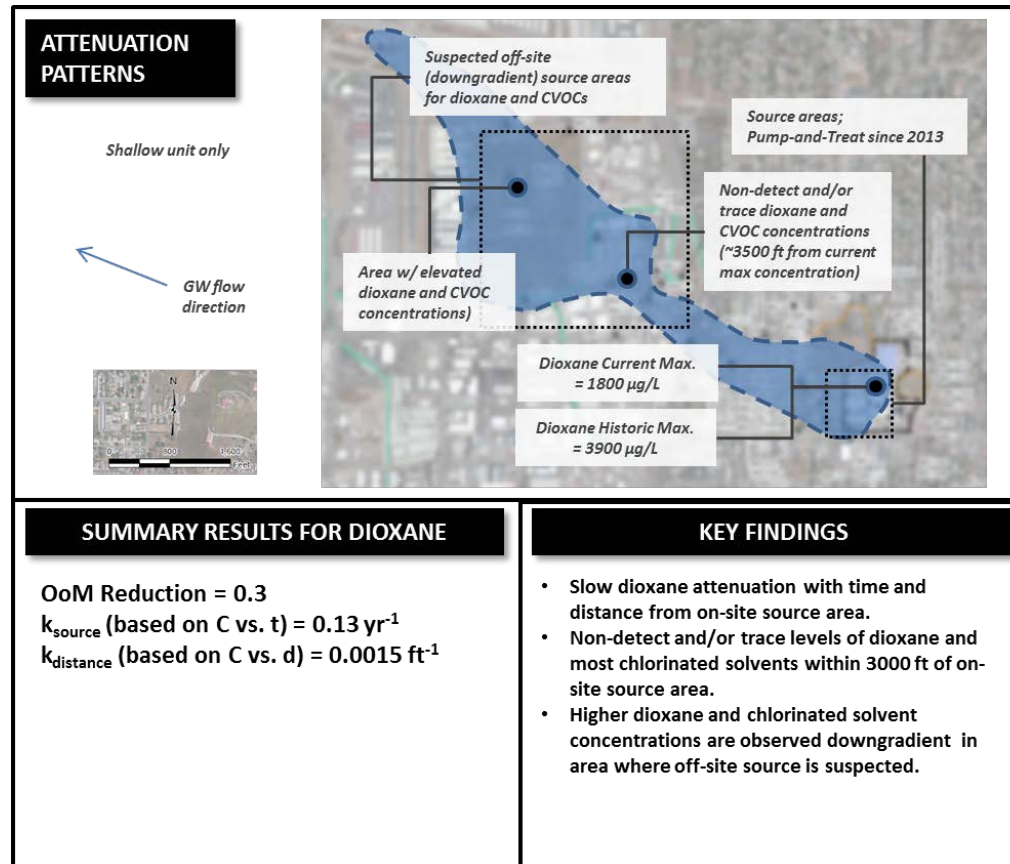 ATTENUATION
PATTERNS
Shallow unit only
GW flow
direction
N
0
800
1,600
Feet
Suspected off-site
(downgradient) source areas
for dioxane and CVOCs
Source areas;
Pump-and-Treat since 2013
Non-detect and/or
trace dioxane and
CVOC concentrations
(~3500 ft from current
max concentration)
Area w/ elevated
dioxane and CVOC
concentrations)
Dioxane Current Max.
= 1800 µg/L
Dioxane Historic Max.
= 3900 µg/L
SUMMARY RESULTS FOR DIOXANE
OoM Reduction = 0.3
ksource (based on C vs. t) = 0.13 yr-1
kdistance (based on C vs. d) = 0.0015 ft-1
KEY FINDINGS
• Slow dioxane attenuation with time and
distance from on-site source area.
• Non-detect and/or trace levels of dioxane and
most chlorinated solvents within 3000 ft of on-
site source area.
• Higher dioxane and chlorinated solvent
concentrations are observed downgradient in
area where off-site source is suspected.